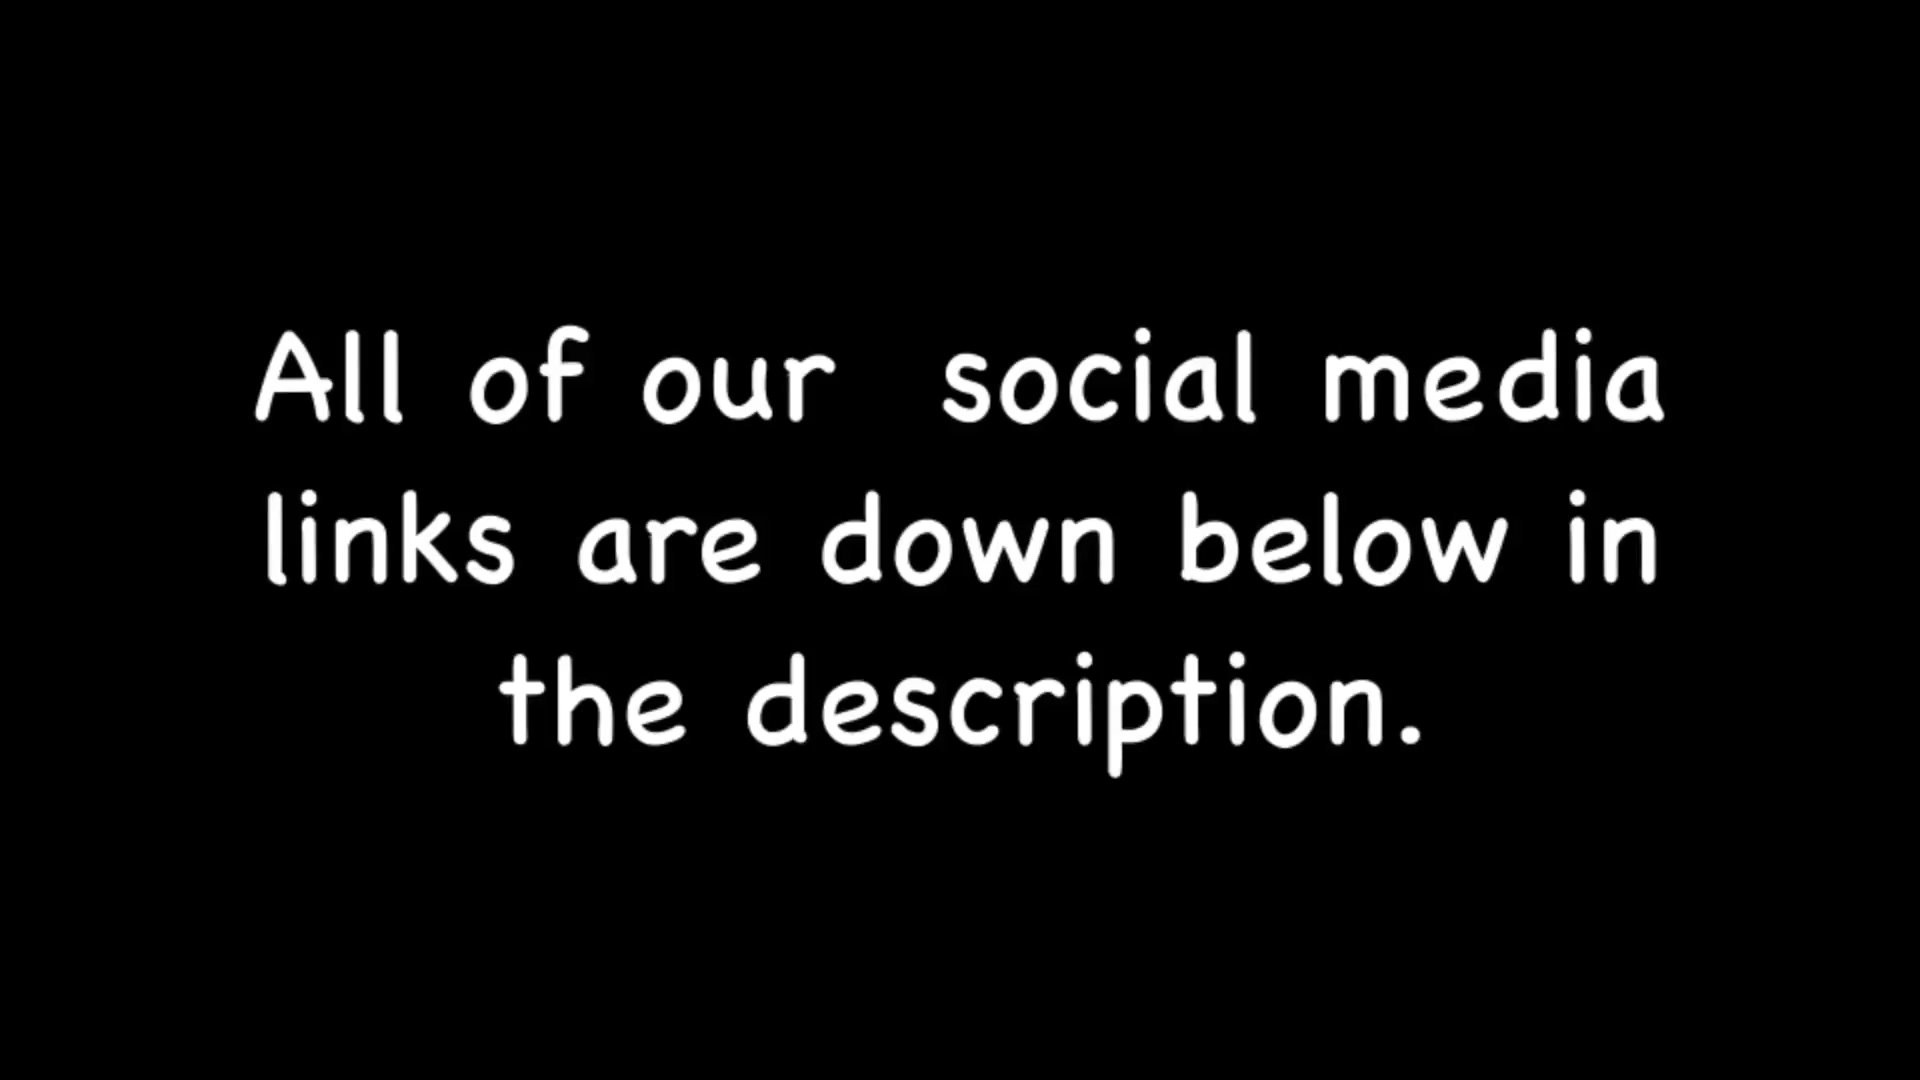 All of our  social media
links are down below in
the description.